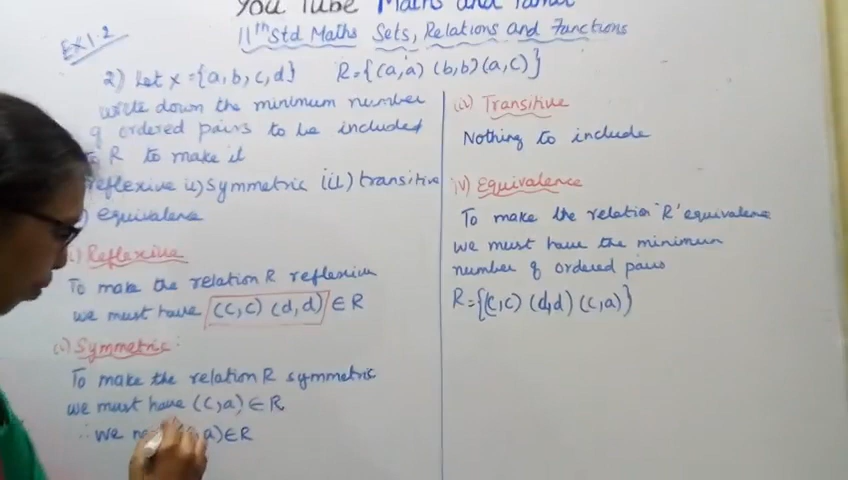 You Tube Maths and Tamil
11th Std Maths Sets, Relations and Functions
EX 1.2
2) Let x = {a, b, c, d} R = {(a,a) (b,b) (a,c)}
write down the minimum number
of ordered pairs to be included
to R to make it
reflexive ii) symmetric (iii) transitive
equivalence
i) Reflexive
To make the relation R reflexive
we must have (c,c) (d,d) ∈ R
Symmetric:
To make the relation R symmetric
we must have (c,a) ∈ R
∴ we a) ∈ R
Transitive
Nothing to include
iv) Equivalence
To make the relation 'R' equivalence
we must have the minimum
number of ordered pairs
R = {(c,c) (d,d) (c,a)}